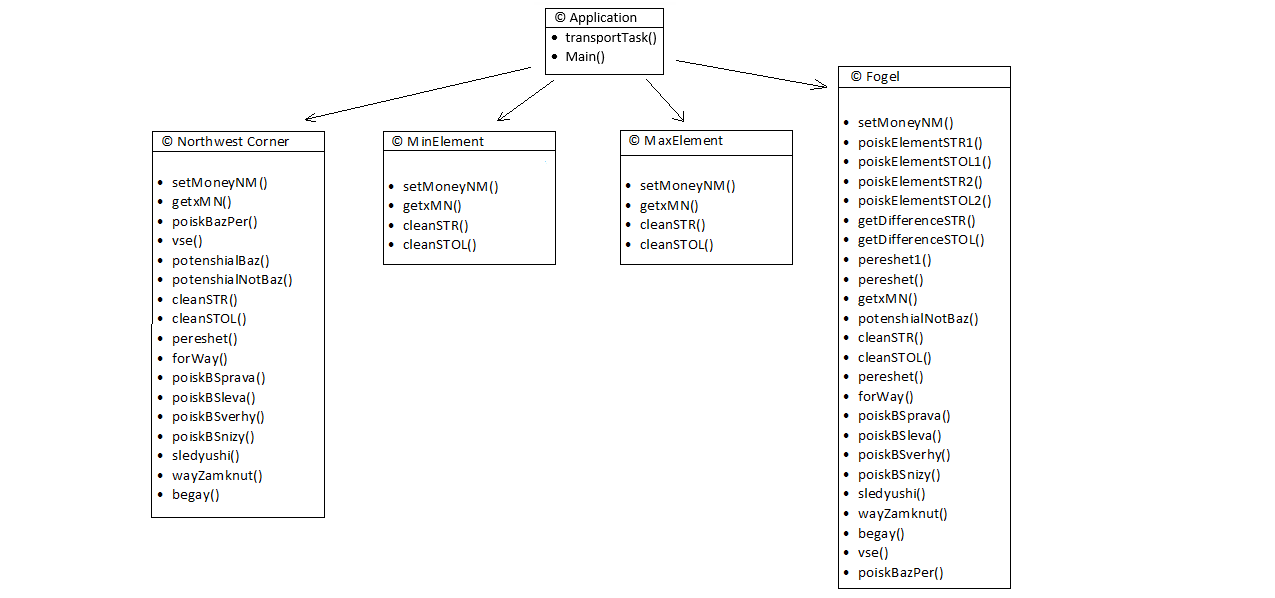 © Application
• transportTask()
• Main()
© Northwest Corner
• setMoneyNM()
• getxMN()
• poiskBazPer()
• vse()
• potenshialBaz()
• potenshialNotBaz()
• cleanSTR()
• cleanSTOL()
• pereshet()
• forWay()
• poiskBSprava()
• poiskBSleva()
• poiskBSverhy()
• poiskBSnizy()
• sledyushi()
• wayZamknut()
• begay()
© MinElement
• setMoneyNM()
• getxMN()
• cleanSTR()
• cleanSTOL()
© MaxElement
• setMoneyNM()
• getxMN()
• cleanSTR()
• cleanSTOL()
© Fogel
• setMoneyNM()
• poiskElementSTR1()
• poiskElementSTOL1()
• poiskElementSTR2()
• poiskElementSTOL2()
• getDifferenceSTR()
• getDifferenceSTOL()
• pereshet1()
• pereshet()
• getxMN()
• potenshialNotBaz()
• cleanSTR()
• cleanSTOL()
• pereshet()
• forWay()
• poiskBSprava()
• poiskBSleva()
• poiskBSverhy()
• poiskBSnizy()
• sledyushi()
• wayZamknut()
• begay()
• vse()
• poiskBazPer()